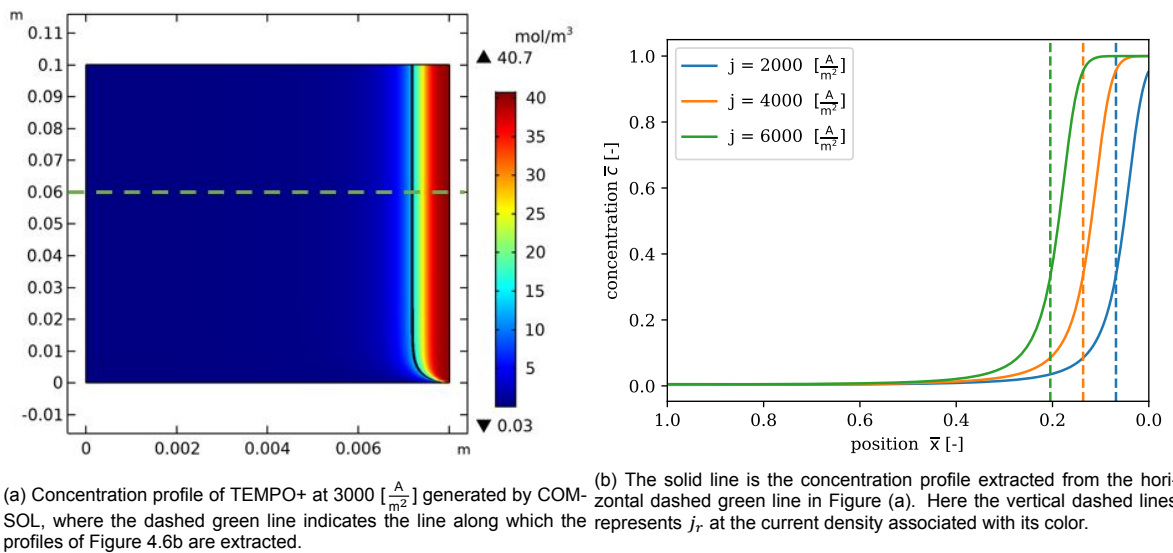 m
0.11
0.1
0.09
0.08
0.07
0.06
0.05
0.04
0.03
0.02
0.01
0
-0.01
0
0.002
0.004
0.006
m
mol/m³
▲ 40.7
40
35
30
25
20
15
10
5
▼ 0.03
(a) Concentration profile of TEMPO+ at 3000 [A/m²] generated by COM-
SOL, where the dashed green line indicates the line along which the
profiles of Figure 4.6b are extracted.
j = 2000 [A/m²]
j = 4000 [A/m²]
j = 6000 [A/m²]
concentration c̅ [-]
1.0
0.8
0.6
0.4
0.2
0.0
1.0
0.8
0.6
0.4
0.2
0.0
position x̅ [-]
(b) The solid line is the concentration profile extracted from the hori-
zontal dashed green line in Figure (a). Here the vertical dashed lines
represents jᵣ at the current density associated with its color.